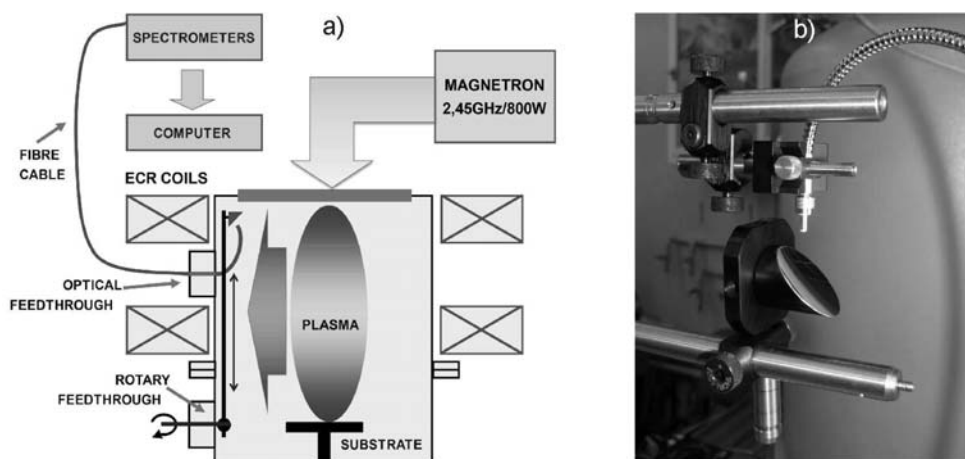 SPECTROMETERS
a)
b)
MAGNETRON
2,45GHz/800W
COMPUTER
FIBRE
CABLE
ECR COILS
OPTICAL
FEEDTHROUGH
PLASMA
ROTARY
FEEDTHROUGH
SUBSTRATE